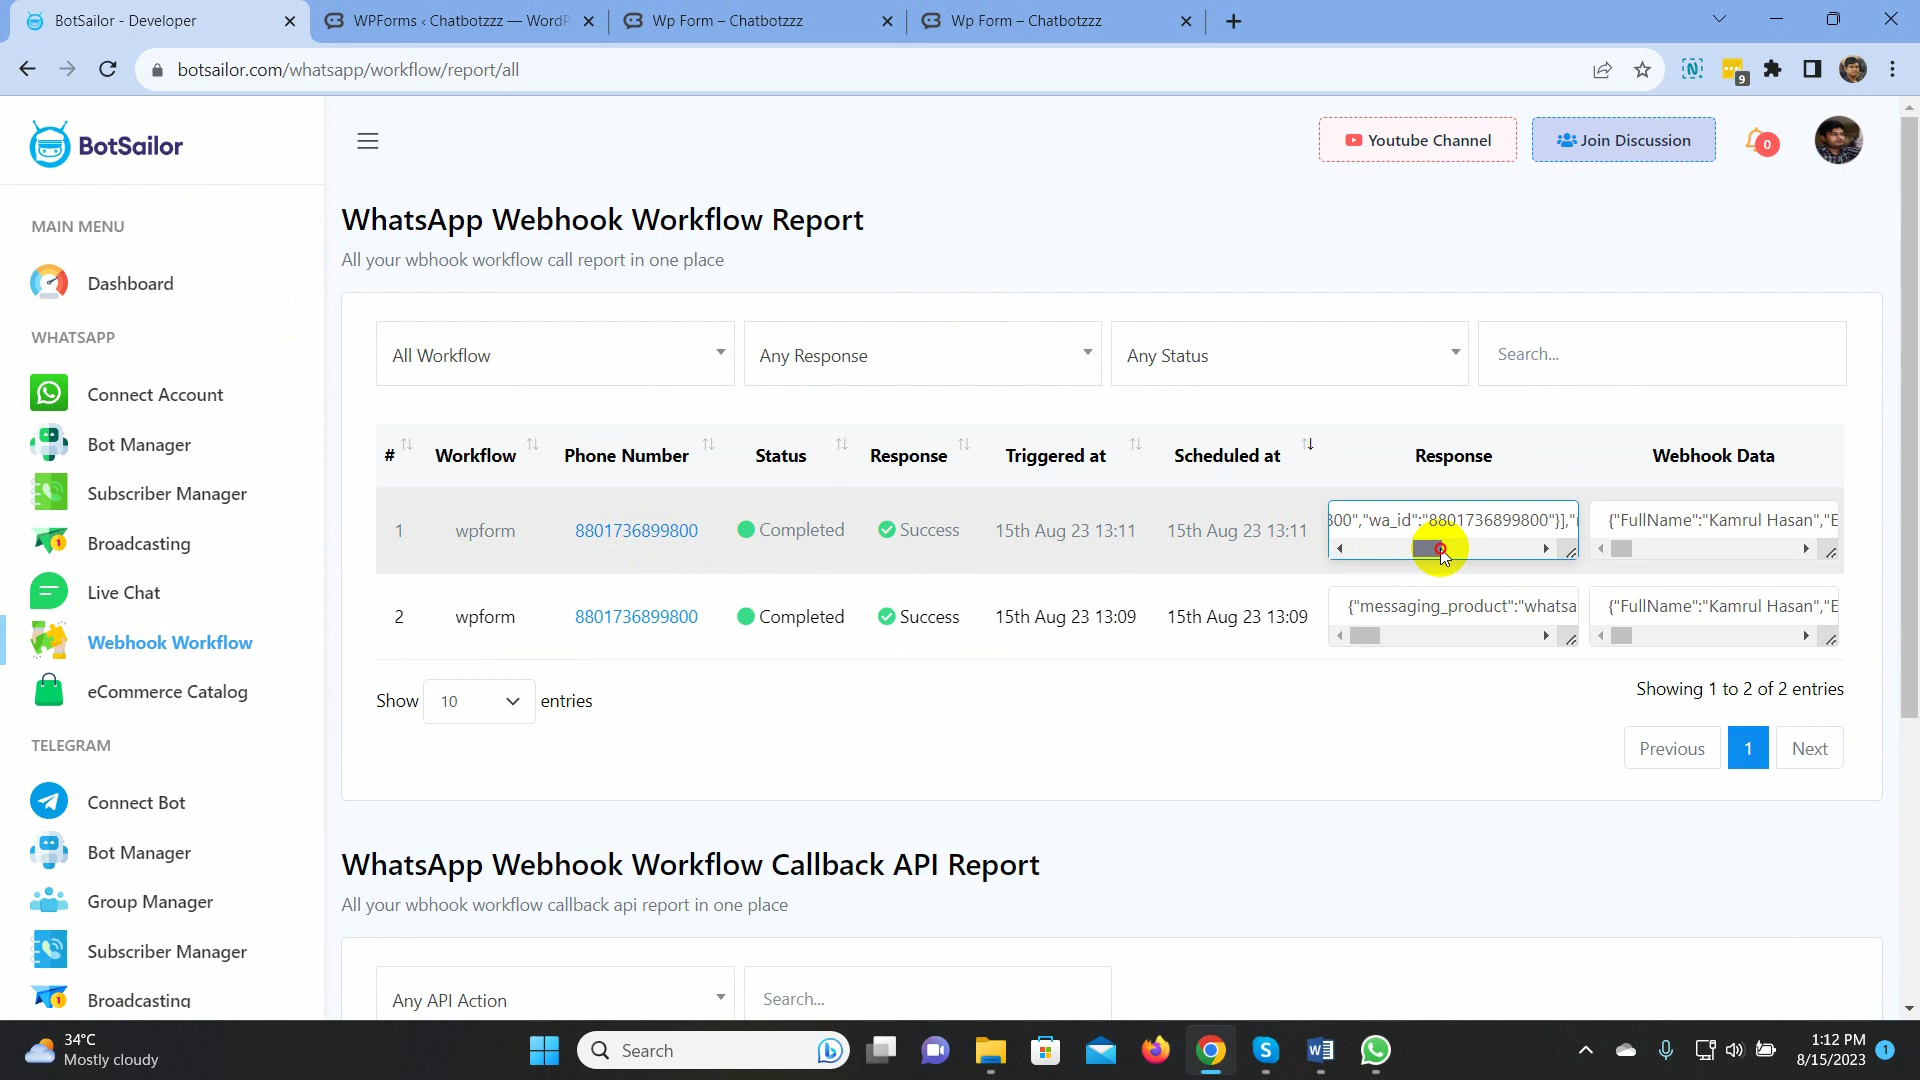 BotSailor - Developer
WPForms ‹ Chatbotzzz — WordP
Wp Form – Chatbotzzz
Wp Form – Chatbotzzz
botsailor.com/whatsapp/workflow/report/all
9
BotSailor
Youtube Channel
Join Discussion
0
MAIN MENU
Dashboard
WHATSAPP
Connect Account
Bot Manager
Subscriber Manager
Broadcasting
Live Chat
Webhook Workflow
eCommerce Catalog
TELEGRAM
Connect Bot
Bot Manager
Group Manager
Subscriber Manager
Broadcasting
WhatsApp Webhook Workflow Report
All your wbhook workflow call report in one place
All Workflow
Any Response
Any Status
Search...
# Workflow Phone Number Status Response Triggered at Scheduled at Response Webhook Data
1 wpform 8801736899800 Completed Success 15th Aug 23 13:11 15th Aug 23 13:11 300","wa_id":"8801736899800"}]," {"FullName":"Kamrul Hasan","E
2 wpform 8801736899800 Completed Success 15th Aug 23 13:09 15th Aug 23 13:09 {"messaging_product":"whatsa {"FullName":"Kamrul Hasan","E
Show 10 entries
Showing 1 to 2 of 2 entries
Previous 1 Next
WhatsApp Webhook Workflow Callback API Report
All your wbhook workflow callback api report in one place
Any API Action
Search...
34°C
Mostly cloudy
Search
1:12 PM
8/15/2023
1